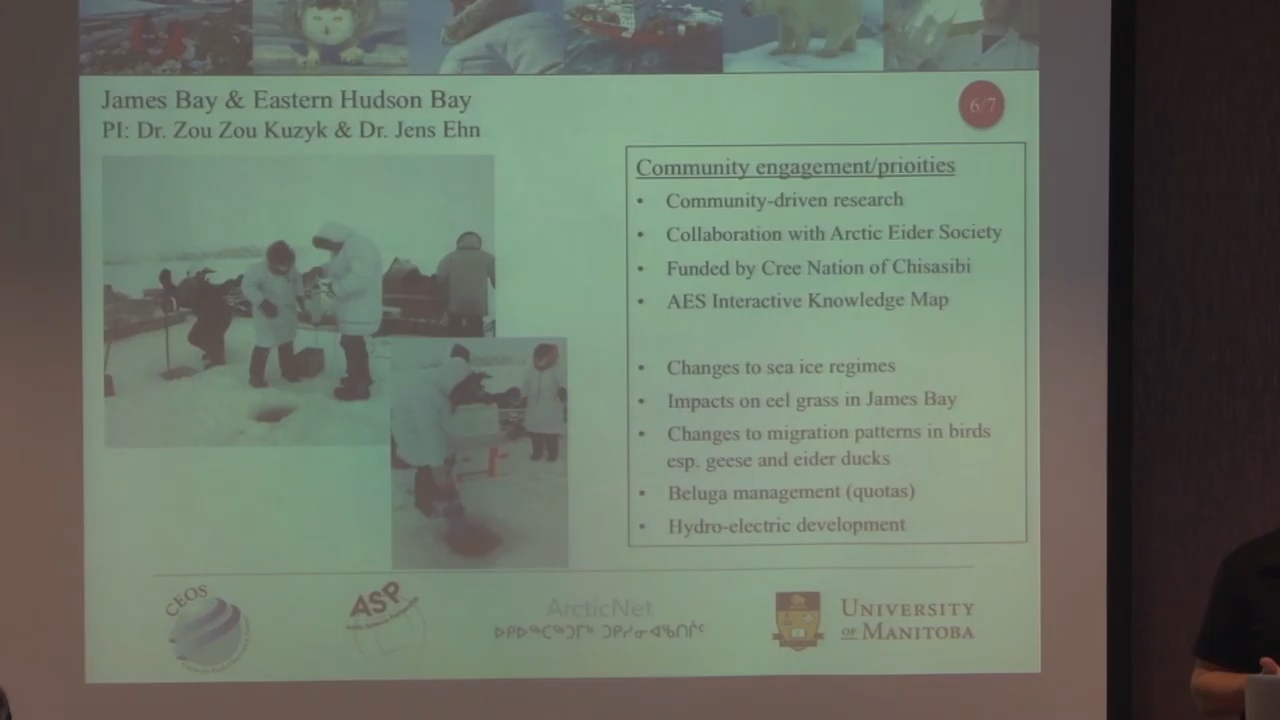 James Bay & Eastern Hudson Bay
PI: Dr. Zou Zou Kuzyk & Dr. Jens Ehn
6/7
Community engagement/prioities
• Community-driven research
• Collaboration with Arctic Eider Society
• Funded by Cree Nation of Chisasibi
• AES Interactive Knowledge Map
• Changes to sea ice regimes
• Impacts on eel grass in James Bay
• Changes to migration patterns in birds
esp. geese and eider ducks
• Beluga management (quotas)
• Hydro-electric development
CEOS
ASP
ArcticNet
ᐅᑭᐅᖅᑕᖅᑐᒥᒃ ᑐᑭᓯᓂᐊᖃᑎᒌᑦ
UNIVERSITY
OF MANITOBA